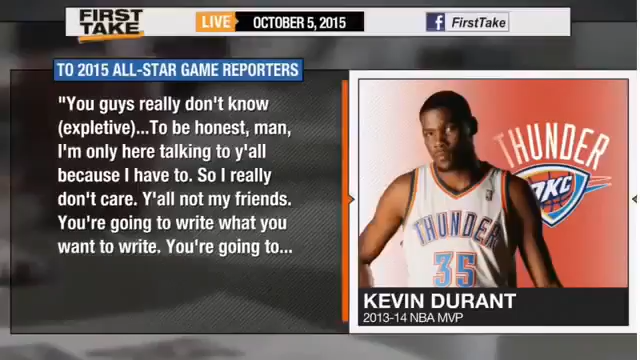 FIRST
TAKE
LIVE
OCTOBER 5, 2015
f FirstTake
TO 2015 ALL-STAR GAME REPORTERS
"You guys really don't know
(expletive)...To be honest, man,
I'm only here talking to y'all
because I have to. So I really
don't care. Y'all not my friends.
You're going to write what you
want to write. You're going to...
THUNDER
OKC
THUNDER
35
KEVIN DURANT
2013-14 NBA MVP